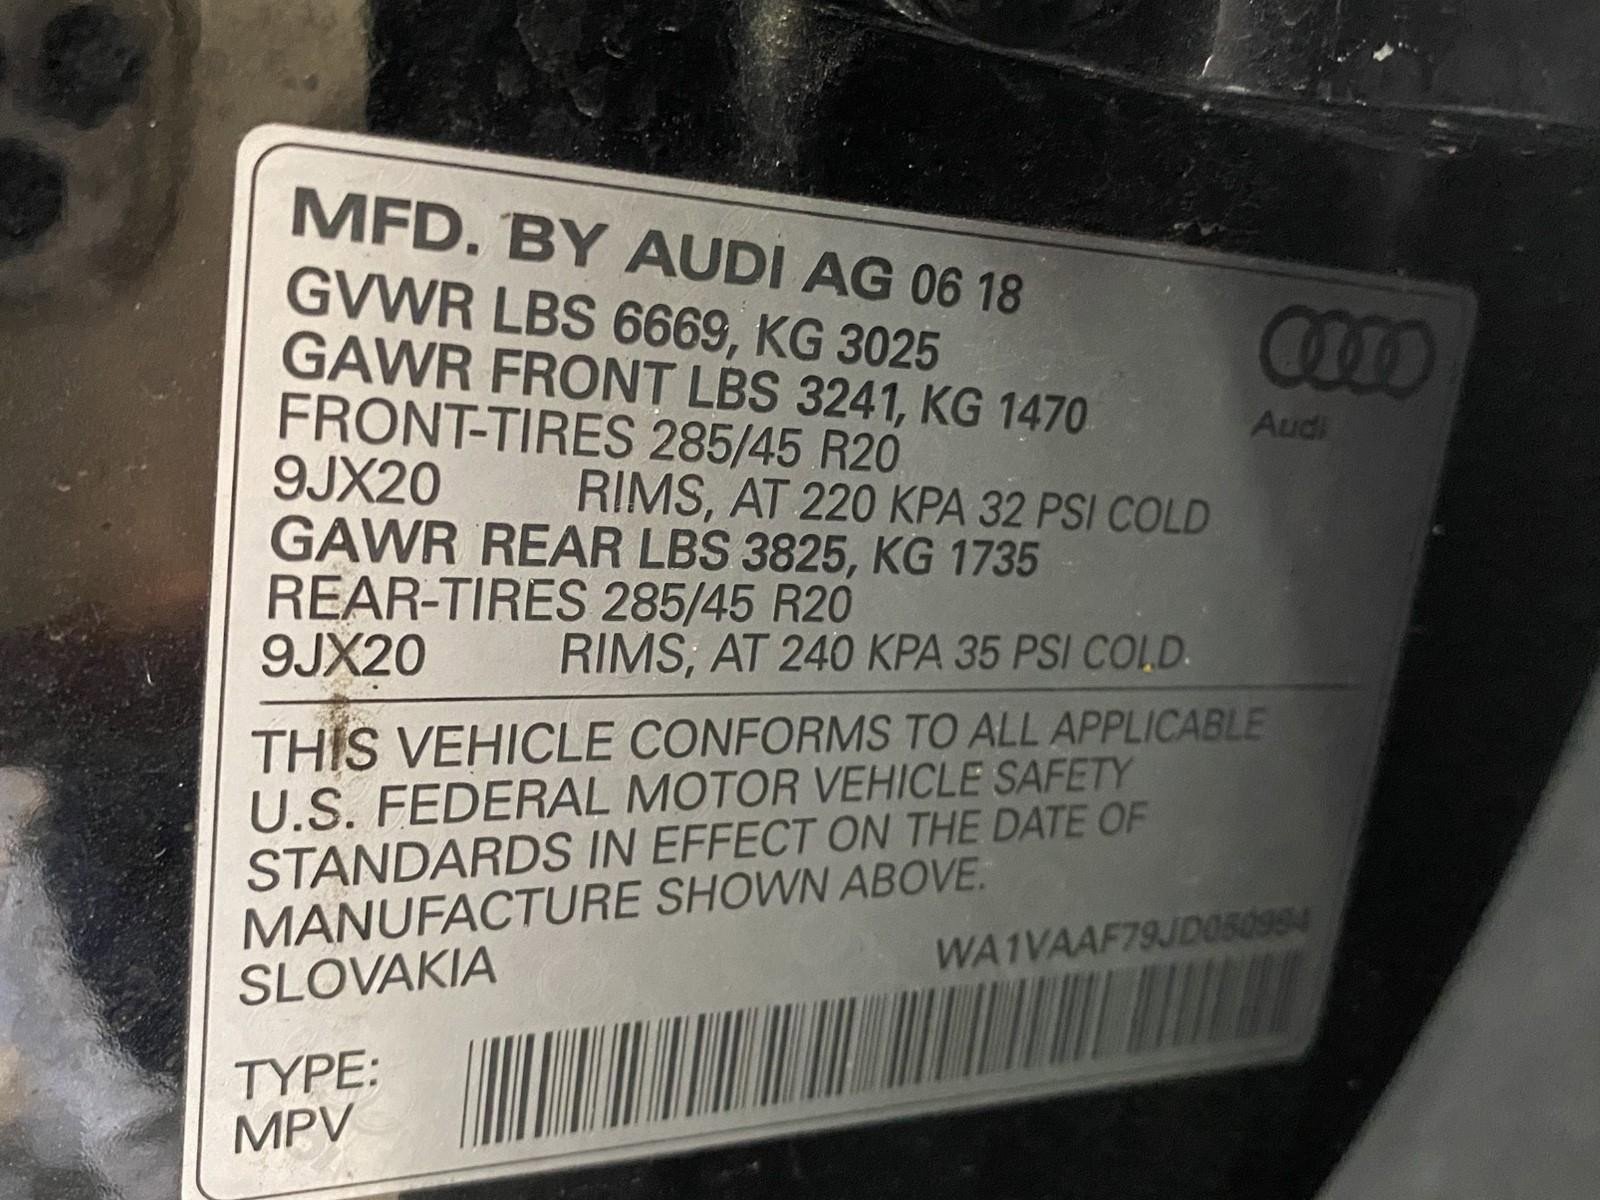 MFD. BY AUDI AG 06 18
GVWR LBS 6669, KG 3025
GAWR FRONT LBS 3241, KG 1470
FRONT-TIRES 285/45 R20
9JX20 RIMS, AT 220 KPA 32 PSI COLD
GAWR REAR LBS 3825, KG 1735
REAR-TIRES 285/45 R20
9JX20 RIMS, AT 240 KPA 35 PSI COLD.
Audi
THIS VEHICLE CONFORMS TO ALL APPLICABLE
U.S. FEDERAL MOTOR VEHICLE SAFETY
STANDARDS IN EFFECT ON THE DATE OF
MANUFACTURE SHOWN ABOVE.
SLOVAKIA
WA1VAAF79JD050994
TYPE:
MPV